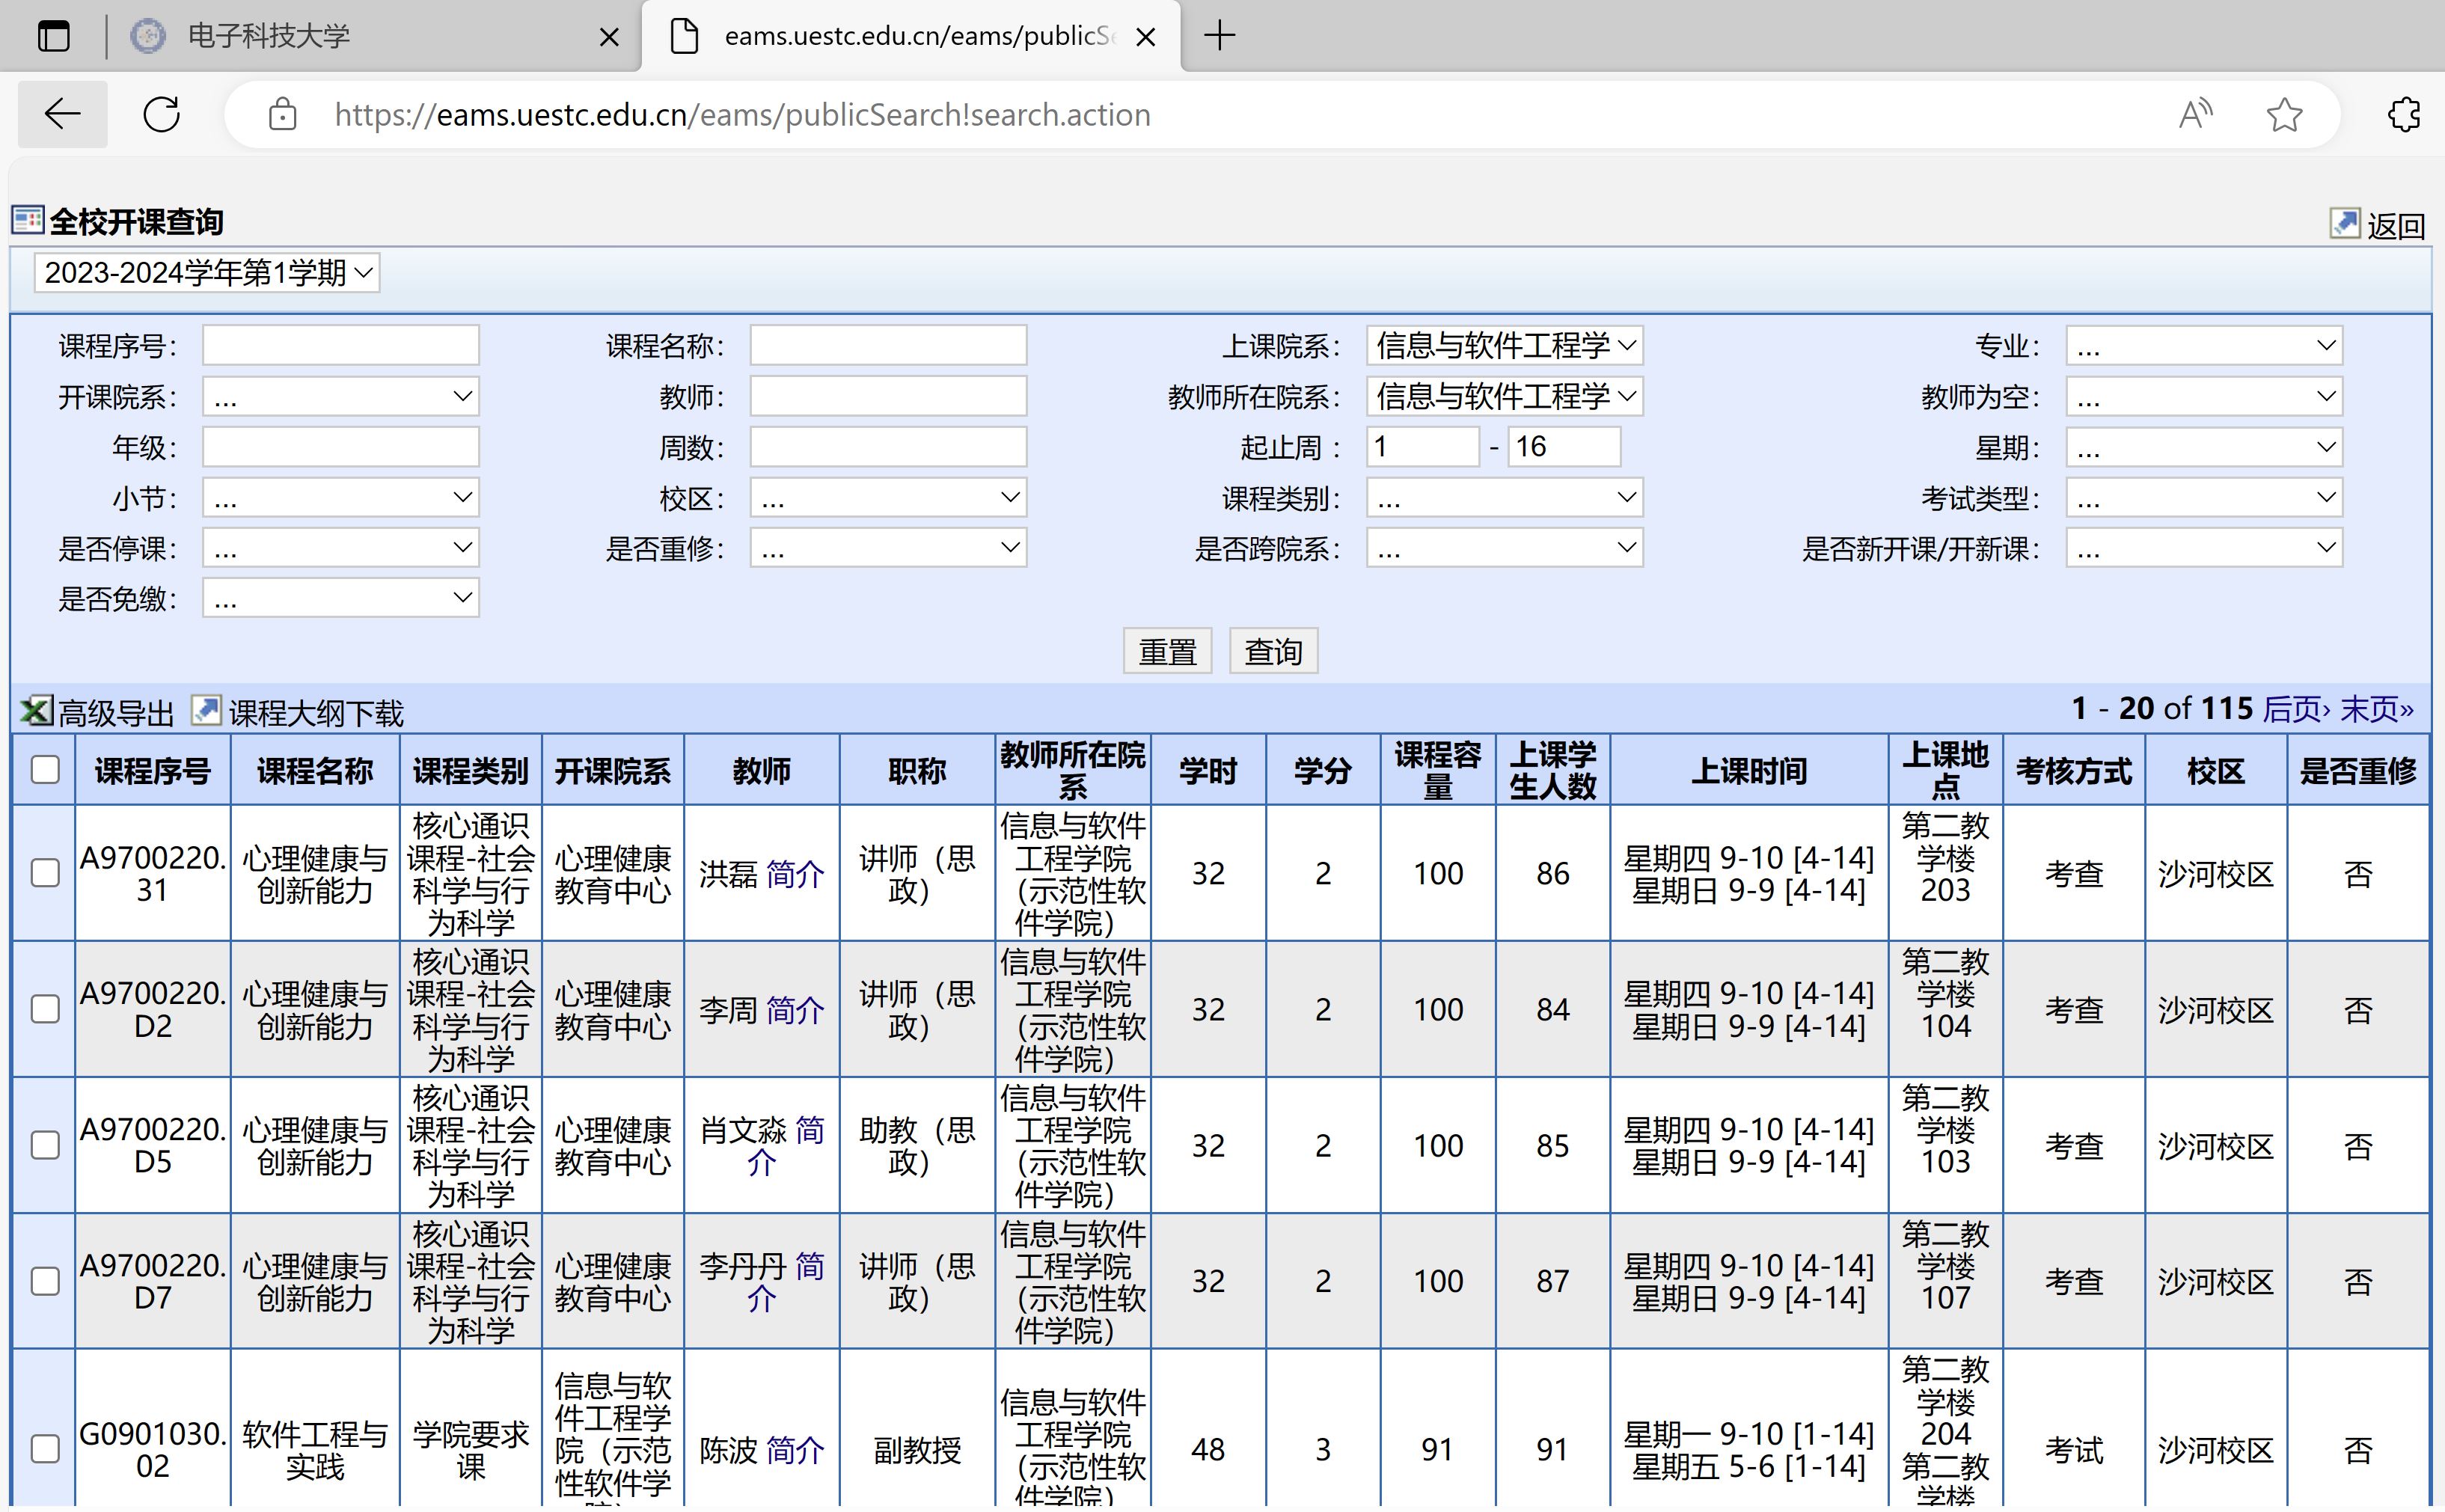 电子科技大学
eams.uestc.edu.cn/eams/publicS
https://eams.uestc.edu.cn/eams/publicSearch!search.action
全校开课查询
返回
2023-2024学年第1学期
课程序号：
课程名称：
上课院系： 信息与软件工程学
专业： ...
开课院系： ...
教师：
教师所在院系： 信息与软件工程学
教师为空： ...
年级：
周数：
起止周： 1 - 16
星期： ...
小节： ...
校区： ...
课程类别： ...
考试类型： ...
是否停课： ...
是否重修： ...
是否跨院系： ...
是否新开课/开新课： ...
是否免缴： ...
重置 查询
高级导出 课程大纲下载
1 - 20 of 115 后页› 末页»
课程序号
课程名称
课程类别
开课院系
教师
职称
教师所在院
系
学时
学分
课程容
量
上课学
生人数
上课时间
上课地
点
考核方式
校区
是否重修
A9700220.
31
心理健康与
创新能力
核心通识
课程-社会
科学与行
为科学
心理健康
教育中心
洪磊 简介
讲师（思
政）
信息与软件
工程学院
（示范性软
件学院）
32
2
100
86
星期四 9-10 [4-14]
星期日 9-9 [4-14]
第二教
学楼
203
考查
沙河校区
否
A9700220.
D2
心理健康与
创新能力
核心通识
课程-社会
科学与行
为科学
心理健康
教育中心
李周 简介
讲师（思
政）
信息与软件
工程学院
（示范性软
件学院）
32
2
100
84
星期四 9-10 [4-14]
星期日 9-9 [4-14]
第二教
学楼
104
考查
沙河校区
否
A9700220.
D5
心理健康与
创新能力
核心通识
课程-社会
科学与行
为科学
心理健康
教育中心
肖文淼 简
介
助教（思
政）
信息与软件
工程学院
（示范性软
件学院）
32
2
100
85
星期四 9-10 [4-14]
星期日 9-9 [4-14]
第二教
学楼
103
考查
沙河校区
否
A9700220.
D7
心理健康与
创新能力
核心通识
课程-社会
科学与行
为科学
心理健康
教育中心
李丹丹 简
介
讲师（思
政）
信息与软件
工程学院
（示范性软
件学院）
32
2
100
87
星期四 9-10 [4-14]
星期日 9-9 [4-14]
第二教
学楼
107
考查
沙河校区
否
G0901030.
02
软件工程与
实践
学院要求
课
信息与软
件工程学
院（示范
性软件学
陈波 简介
副教授
信息与软件
工程学院
（示范性软
件学院）
48
3
91
91
星期一 9-10 [1-14]
星期五 5-6 [1-14]
第二教
学楼
204
第二教
学楼
考试
沙河校区
否